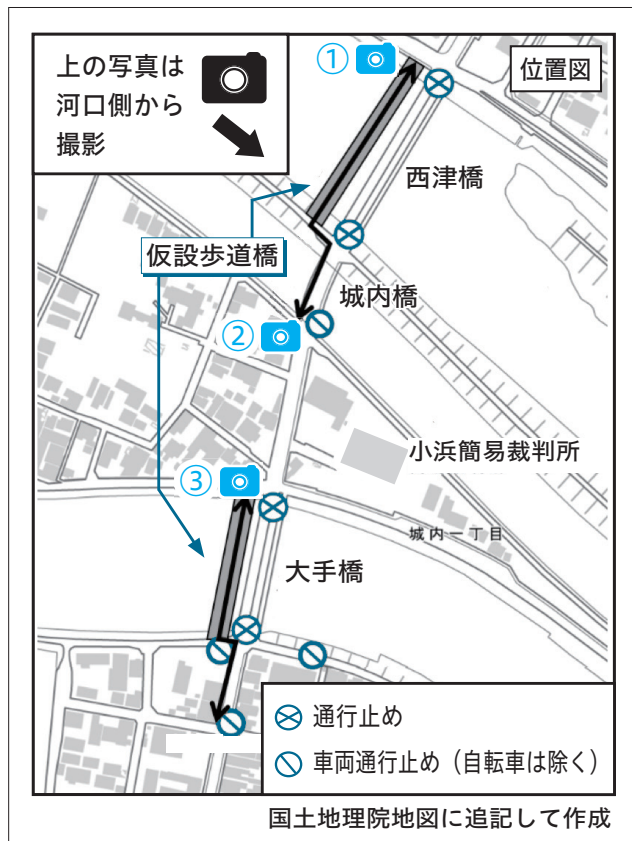 上の写真は
河口側から
撮影
①
位置図
西津橋
仮設歩道橋
城内橋
②
小浜簡易裁判所
③
城内一丁目
大手橋
通行止め
車両通行止め（自転車は除く）
国土地理院地図に追記して作成